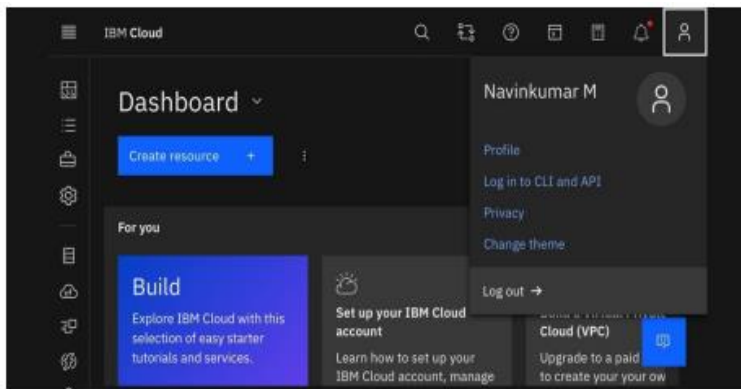 IBM Cloud
Navinkumar M
Dashboard
Create resource +
Profile
Log in to CLI and API
Privacy
Change theme
Log out →
For you
Build
Explore IBM Cloud with this
selection of easy starter
tutorials and services.
Set up your IBM Cloud
account
Learn how to set up your
IBM Cloud account, manage
Cloud (VPC)
Upgrade to a paid
to create your your ow